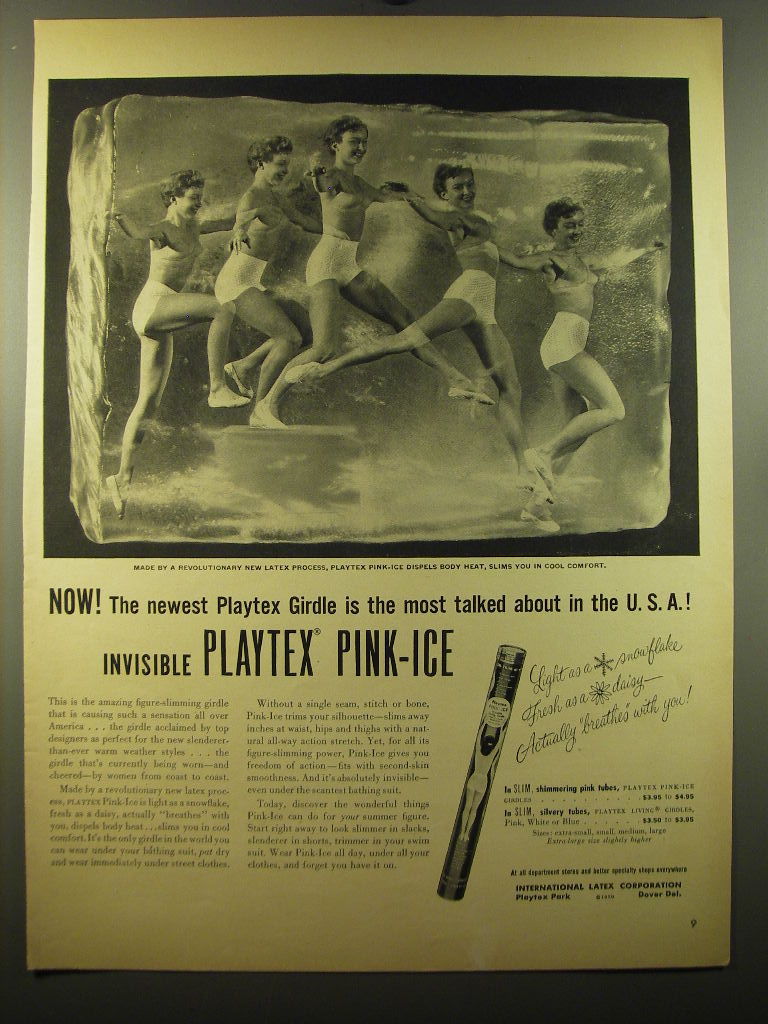 MADE BY A REVOLUTIONARY NEW LATEX PROCESS, PLAYTEX PINK-ICE DISPELS BODY HEAT, SLIMS YOU IN COOL COMFORT.
NOW! The newest Playtex Girdle is the most talked about in the U. S. A.!
INVISIBLE PLAYTEX® PINK-ICE
This is the amazing figure-slimming girdle
that is causing such a sensation all over
America . . . the girdle acclaimed by top
designers as perfect for the new slenderer-
than-ever warm weather styles . . . the
girdle that's currently being worn—and
cheered—by women from coast to coast.
Made by a revolutionary new latex proc-
ess, PLAYTEX Pink-Ice is light as a snowflake,
fresh as a daisy, actually "breathes" with
you, dispels body heat . . . slims you in cool
comfort. It's the only girdle in the world you
can wear under your bathing suit, pat dry
and wear immediately under street clothes.
Without a single seam, stitch or bone,
Pink-Ice trims your silhouette—slims away
inches at waist, hips and thighs with a nat-
ural all-way action stretch. Yet, for all its
figure-slimming power, Pink-Ice gives you
freedom of action—fits with second-skin
smoothness. And it's absolutely invisible—
even under the scantest bathing suit.
Today, discover the wonderful things
Pink-Ice can do for your summer figure.
Start right away to look slimmer in slacks,
slenderer in shorts, trimmer in your swim
suit. Wear Pink-Ice all day, under all your
clothes, and forget you have it on.
Light as a snowflake
Fresh as a daisy—
Actually "breathes" with you!
In SLIM, shimmering pink tubes, PLAYTEX PINK-ICE
GIRDLES . . . . . . . . . . $3.95 to $4.95
In SLIM, silvery tubes, PLAYTEX LIVING® GIRDLES,
Pink, White or Blue . . . . . . $3.50 to $3.95
Sizes: extra-small, small, medium, large
Extra-large size slightly higher
At all department stores and better specialty shops everywhere
INTERNATIONAL LATEX CORPORATION
Playtex Park ©1950 Dover Del.
9